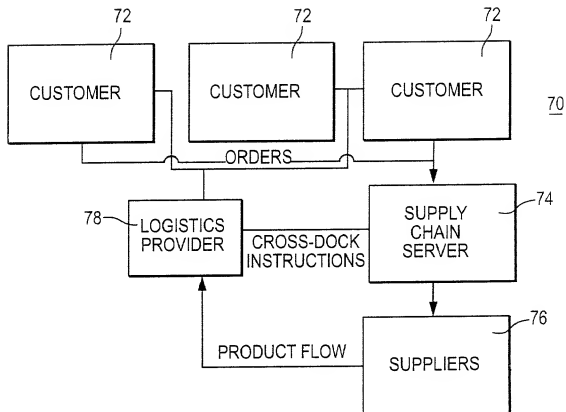 72
72
72
CUSTOMER
CUSTOMER
CUSTOMER
70
ORDERS
78
LOGISTICS
PROVIDER
CROSS-DOCK
INSTRUCTIONS
SUPPLY
CHAIN
SERVER
74
PRODUCT FLOW
SUPPLIERS
76